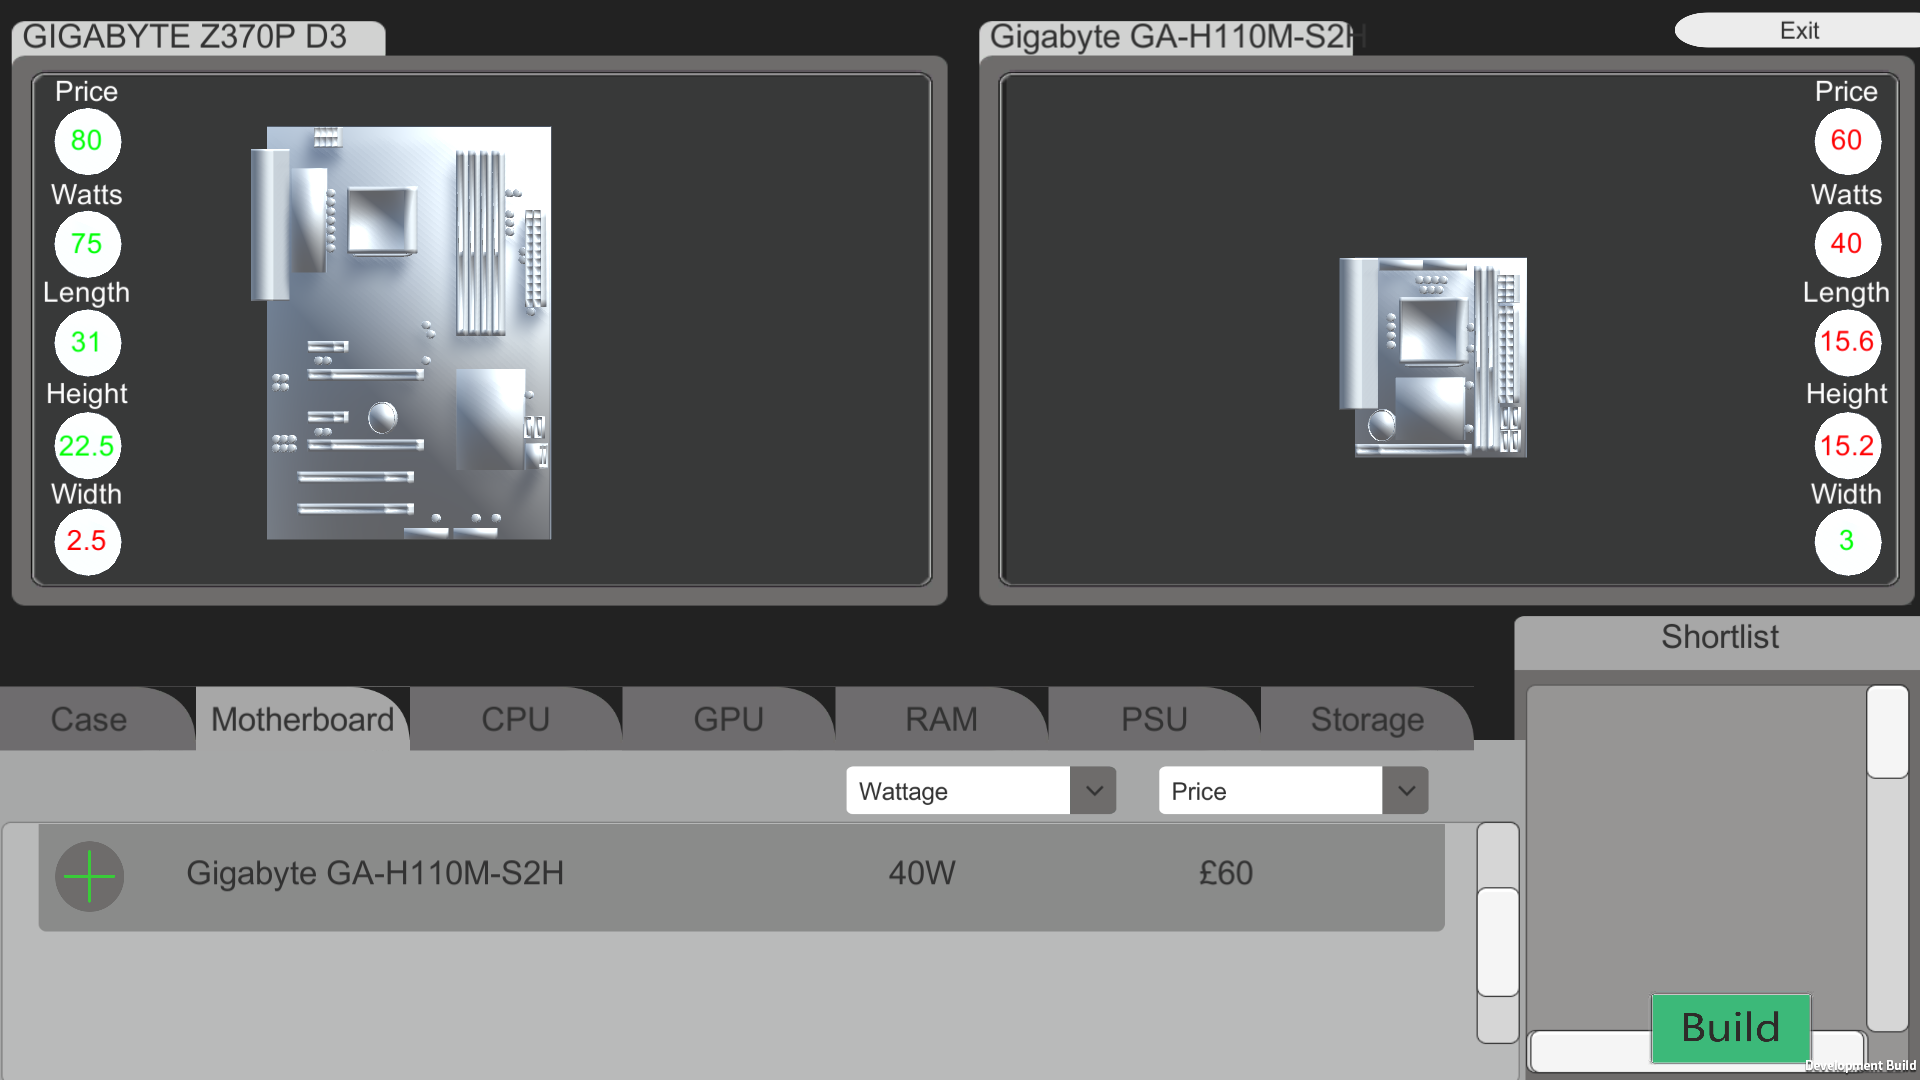 GIGABYTE Z370P D3
Price
80
Watts
75
Length
31
Height
22.5
Width
2.5
Gigabyte GA-H110M-S2H
Exit
Price
60
Watts
40
Length
15.6
Height
15.2
Width
3
Shortlist
Case
Motherboard
CPU
GPU
RAM
PSU
Storage
Wattage
Price
Gigabyte GA-H110M-S2H
40W
£60
Build
Development Build